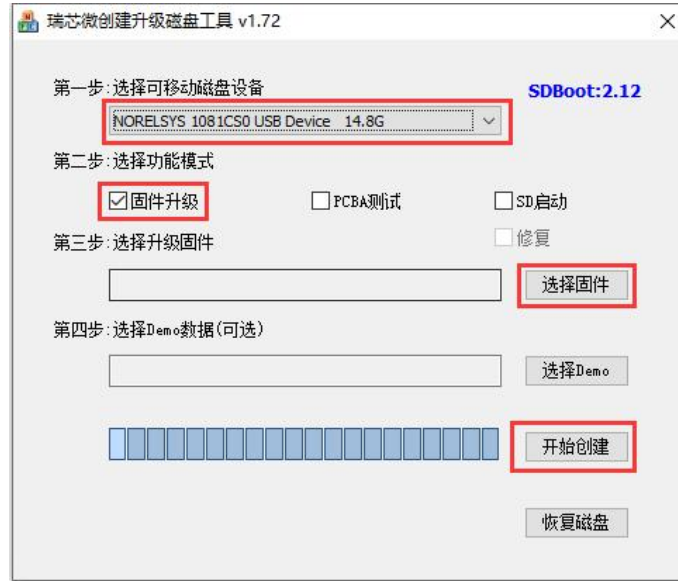 瑞芯微创建升级磁盘工具 v1.72
第一步:选择可移动磁盘设备
SDBoot:2.12
NORELSYS 1081CS0 USB Device 14.8G
第二步:选择功能模式
固件升级
PCBA测试
SD启动
第三步:选择升级固件
修复
选择固件
第四步:选择Demo数据(可选)
选择Demo
开始创建
恢复磁盘